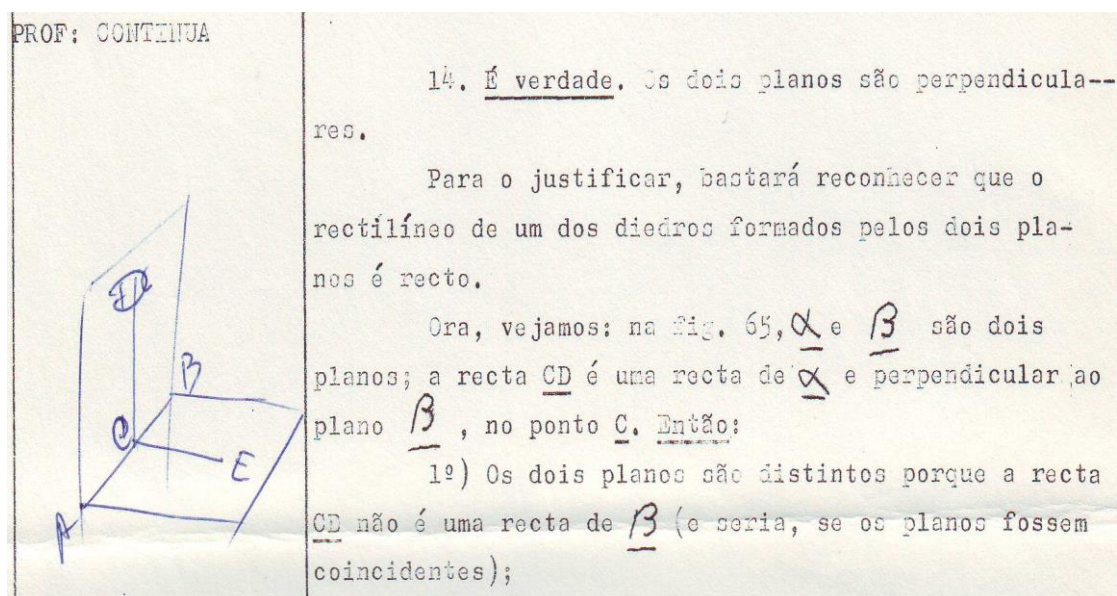 PROF: CONTINUA
14. É verdade. Os dois planos são perpendicula--
res.
Para o justificar, bastará reconhecer que o
rectilíneo de um dos diedros formados pelos dois pla-
nos é recto.
Ora, vejamos: na fig. 65, α e β são dois
planos; a recta CD é uma recta de α e perpendicular ao
plano β , no ponto C. Então:
1º) Os dois planos são distintos porque a recta
CD não é uma recta de β (e seria, se os planos fossem
coincidentes);
D
B
C
E
A